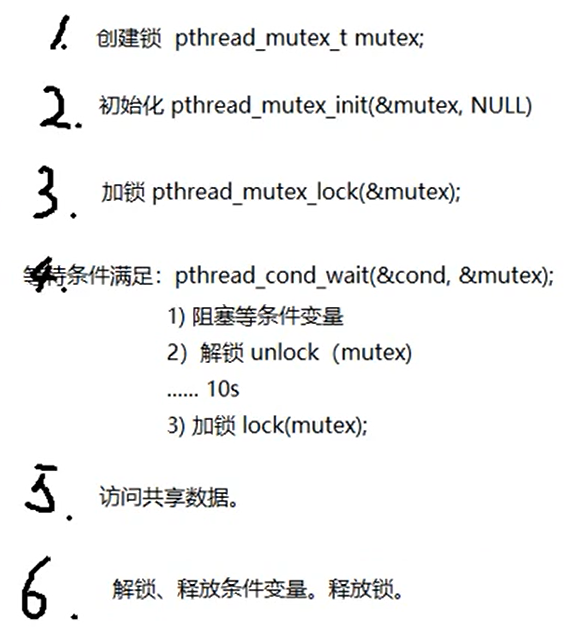 1. 创建锁 pthread_mutex_t mutex;
2. 初始化 pthread_mutex_init(&mutex, NULL)
3. 加锁 pthread_mutex_lock(&mutex);
4. 等待条件满足：pthread_cond_wait(&cond, &mutex);
1) 阻塞等条件变量
2）解锁 unlock（mutex)
...... 10s
3) 加锁 lock(mutex);
5. 访问共享数据。
6. 解锁、释放条件变量。释放锁。